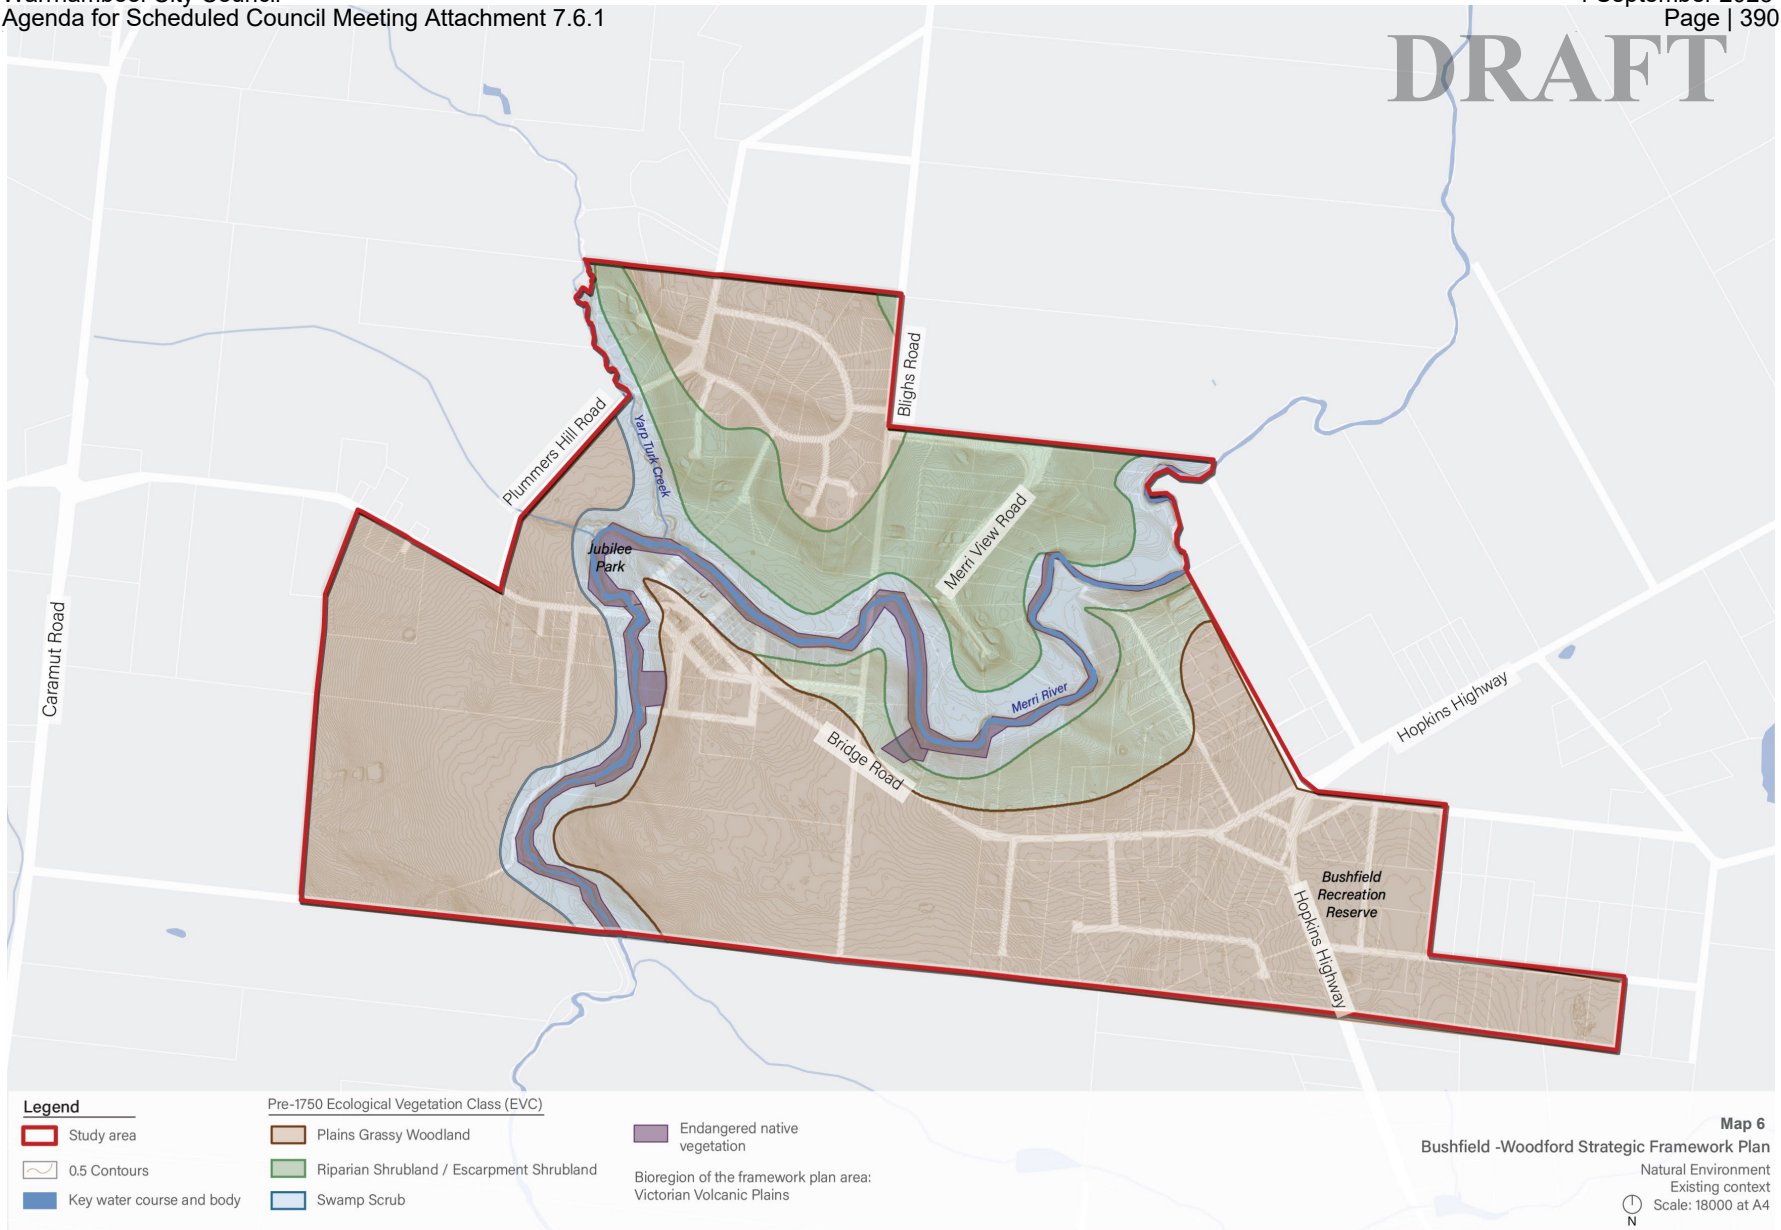 Agenda for Scheduled Council Meeting Attachment 7.6.1
Page | 390
DRAFT
Blighs Road
Plummers Hill Road
Yarp Turk Creek
Merri View Road
Jubilee
Park
Caramut Road
Merri River
Hopkins Highway
Bridge Road
Bushfield
Recreation
Reserve
Hopkins Highway
Legend
Study area
0.5 Contours
Key water course and body
Pre-1750 Ecological Vegetation Class (EVC)
Plains Grassy Woodland
Riparian Shrubland / Escarpment Shrubland
Swamp Scrub
Endangered native
vegetation
Bioregion of the framework plan area:
Victorian Volcanic Plains
Map 6
Bushfield -Woodford Strategic Framework Plan
Natural Environment
Existing context
Scale: 18000 at A4
N